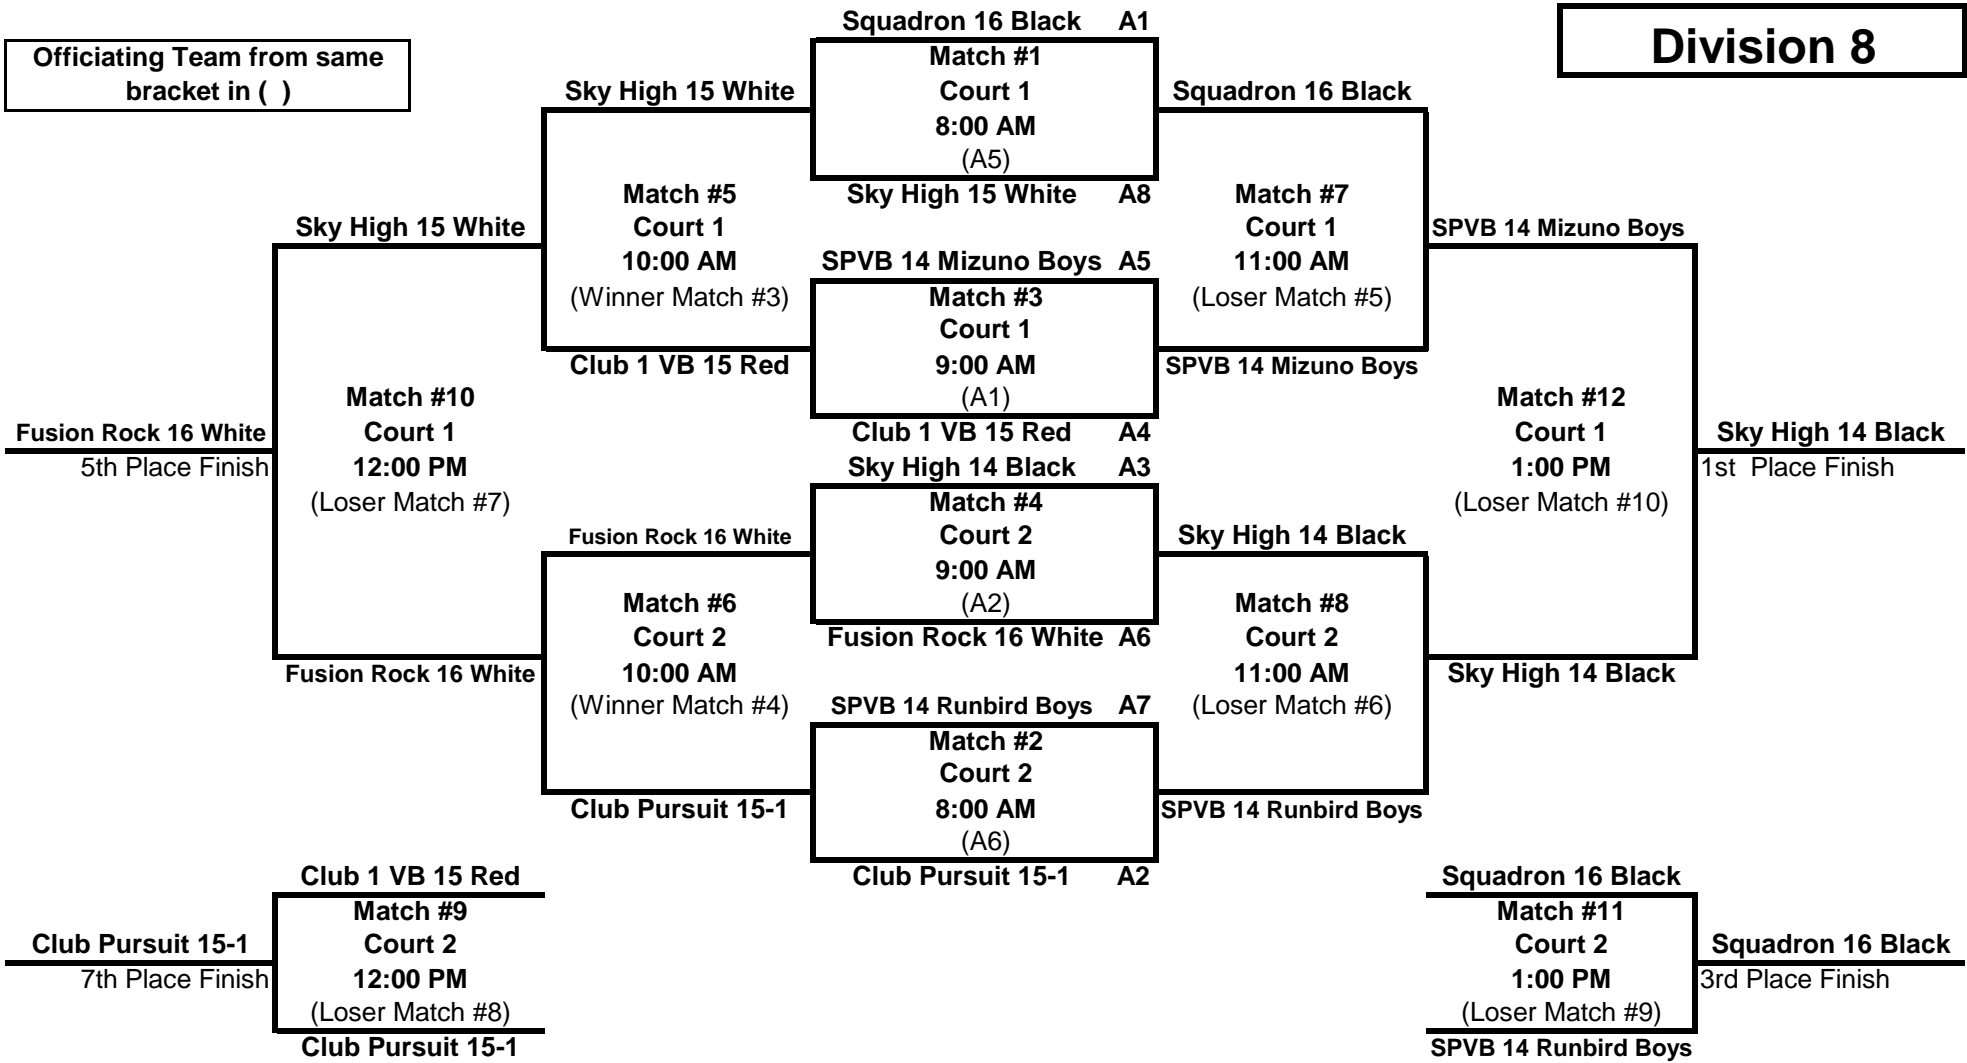 Squadron 16 Black A1
Division 8
Officiating Team from same
bracket in ( )
Match #1
Sky High 15 White
Court 1
Squadron 16 Black
8:00 AM
(A5)
Match #5
Sky High 15 White A8
Match #7
Sky High 15 White
Court 1
Court 1
SPVB 14 Mizuno Boys
10:00 AM
SPVB 14 Mizuno Boys A5
11:00 AM
(Winner Match #3)
Match #3
(Loser Match #5)
Court 1
Club 1 VB 15 Red
9:00 AM
SPVB 14 Mizuno Boys
Match #10
(A1)
Match #12
Fusion Rock 16 White
Court 1
Club 1 VB 15 Red A4
Court 1
Sky High 14 Black
5th Place Finish
12:00 PM
Sky High 14 Black A3
1:00 PM
1st Place Finish
(Loser Match #7)
Match #4
(Loser Match #10)
Fusion Rock 16 White
Court 2
Sky High 14 Black
9:00 AM
Match #6
(A2)
Match #8
Court 2
Fusion Rock 16 White A6
Court 2
Fusion Rock 16 White
10:00 AM
11:00 AM
Sky High 14 Black
(Winner Match #4)
SPVB 14 Runbird Boys A7
(Loser Match #6)
Match #2
Court 2
Club Pursuit 15-1
8:00 AM
SPVB 14 Runbird Boys
(A6)
Club 1 VB 15 Red
Club Pursuit 15-1 A2
Squadron 16 Black
Match #9
Match #11
Club Pursuit 15-1
Court 2
Court 2
Squadron 16 Black
7th Place Finish
12:00 PM
1:00 PM
3rd Place Finish
(Loser Match #8)
(Loser Match #9)
Club Pursuit 15-1
SPVB 14 Runbird Boys